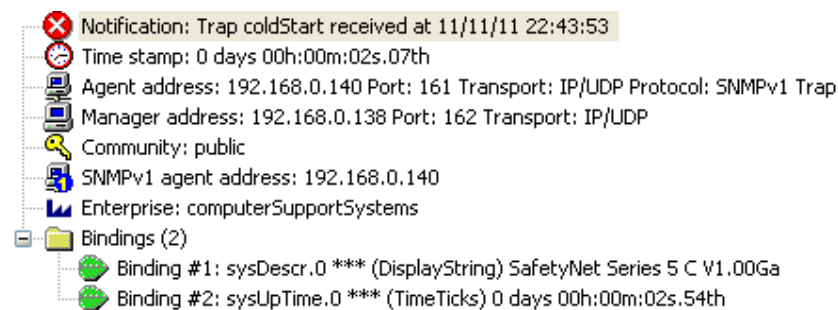 Notification: Trap coldStart received at 11/11/11 22:43:53
Time stamp: 0 days 00h:00m:02s.07th
Agent address: 192.168.0.140 Port: 161 Transport: IP/UDP Protocol: SNMPv1 Trap
Manager address: 192.168.0.138 Port: 162 Transport: IP/UDP
Community: public
SNMPv1 agent address: 192.168.0.140
Enterprise: computerSupportSystems
Bindings (2)
Binding #1: sysDescr.0 *** (DisplayString) SafetyNet Series 5 C V1.00Ga
Binding #2: sysUpTime.0 *** (TimeTicks) 0 days 00h:00m:02s.54th